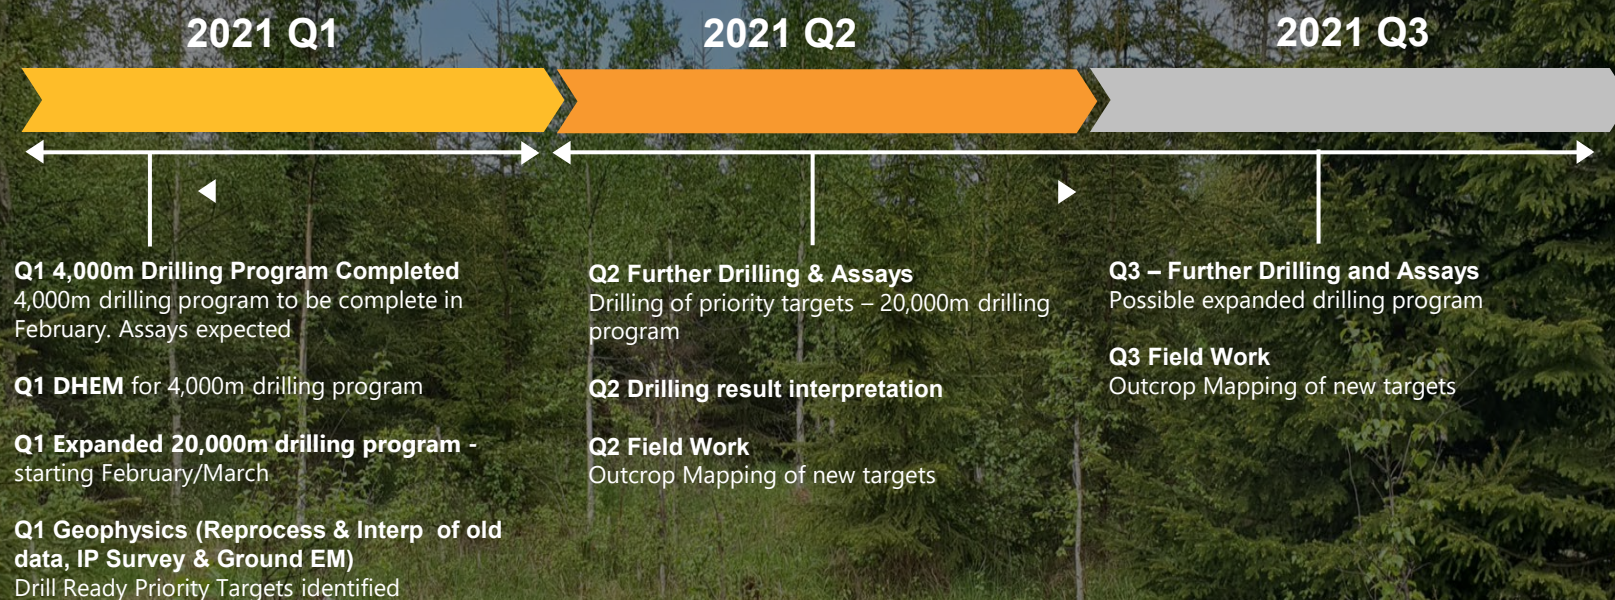 2021 Q1
2021 Q2
2021 Q3
Q1 4,000m Drilling Program Completed
4,000m drilling program to be complete in
February. Assays expected
Q1 DHEM for 4,000m drilling program
Q1 Expanded 20,000m drilling program -
starting February/March
Q1 Geophysics (Reprocess & Interp  of old
data, IP Survey & Ground EM)
Drill Ready Priority Targets identified
Q2 Further Drilling & Assays
Drilling of priority targets – 20,000m drilling
program
Q2 Drilling result interpretation
Q2 Field Work
Outcrop Mapping of new targets
Q3 – Further Drilling and Assays
Possible expanded drilling program
Q3 Field Work
Outcrop Mapping of new targets